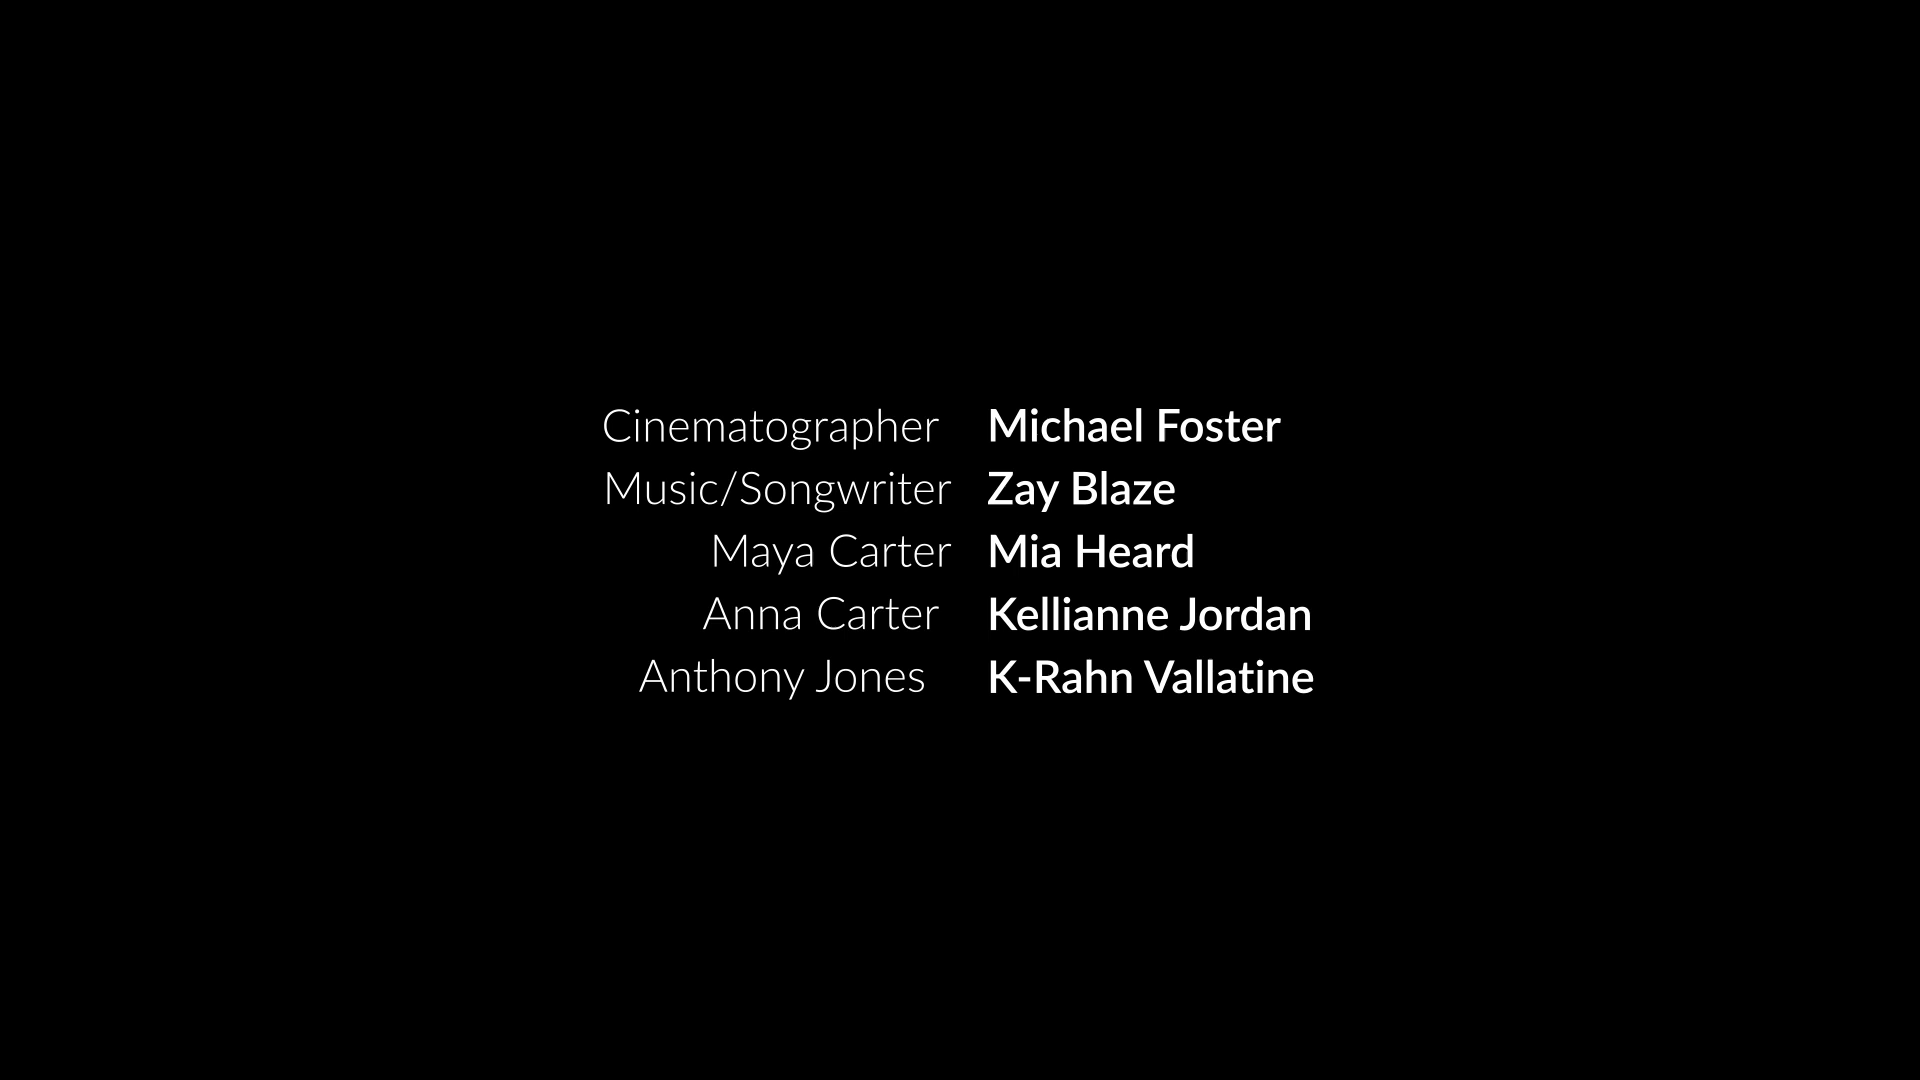 Cinematographer Michael Foster
Music/Songwriter Zay Blaze
Maya Carter Mia Heard
Anna Carter Kellianne Jordan
Anthony Jones K-Rahn Vallatine